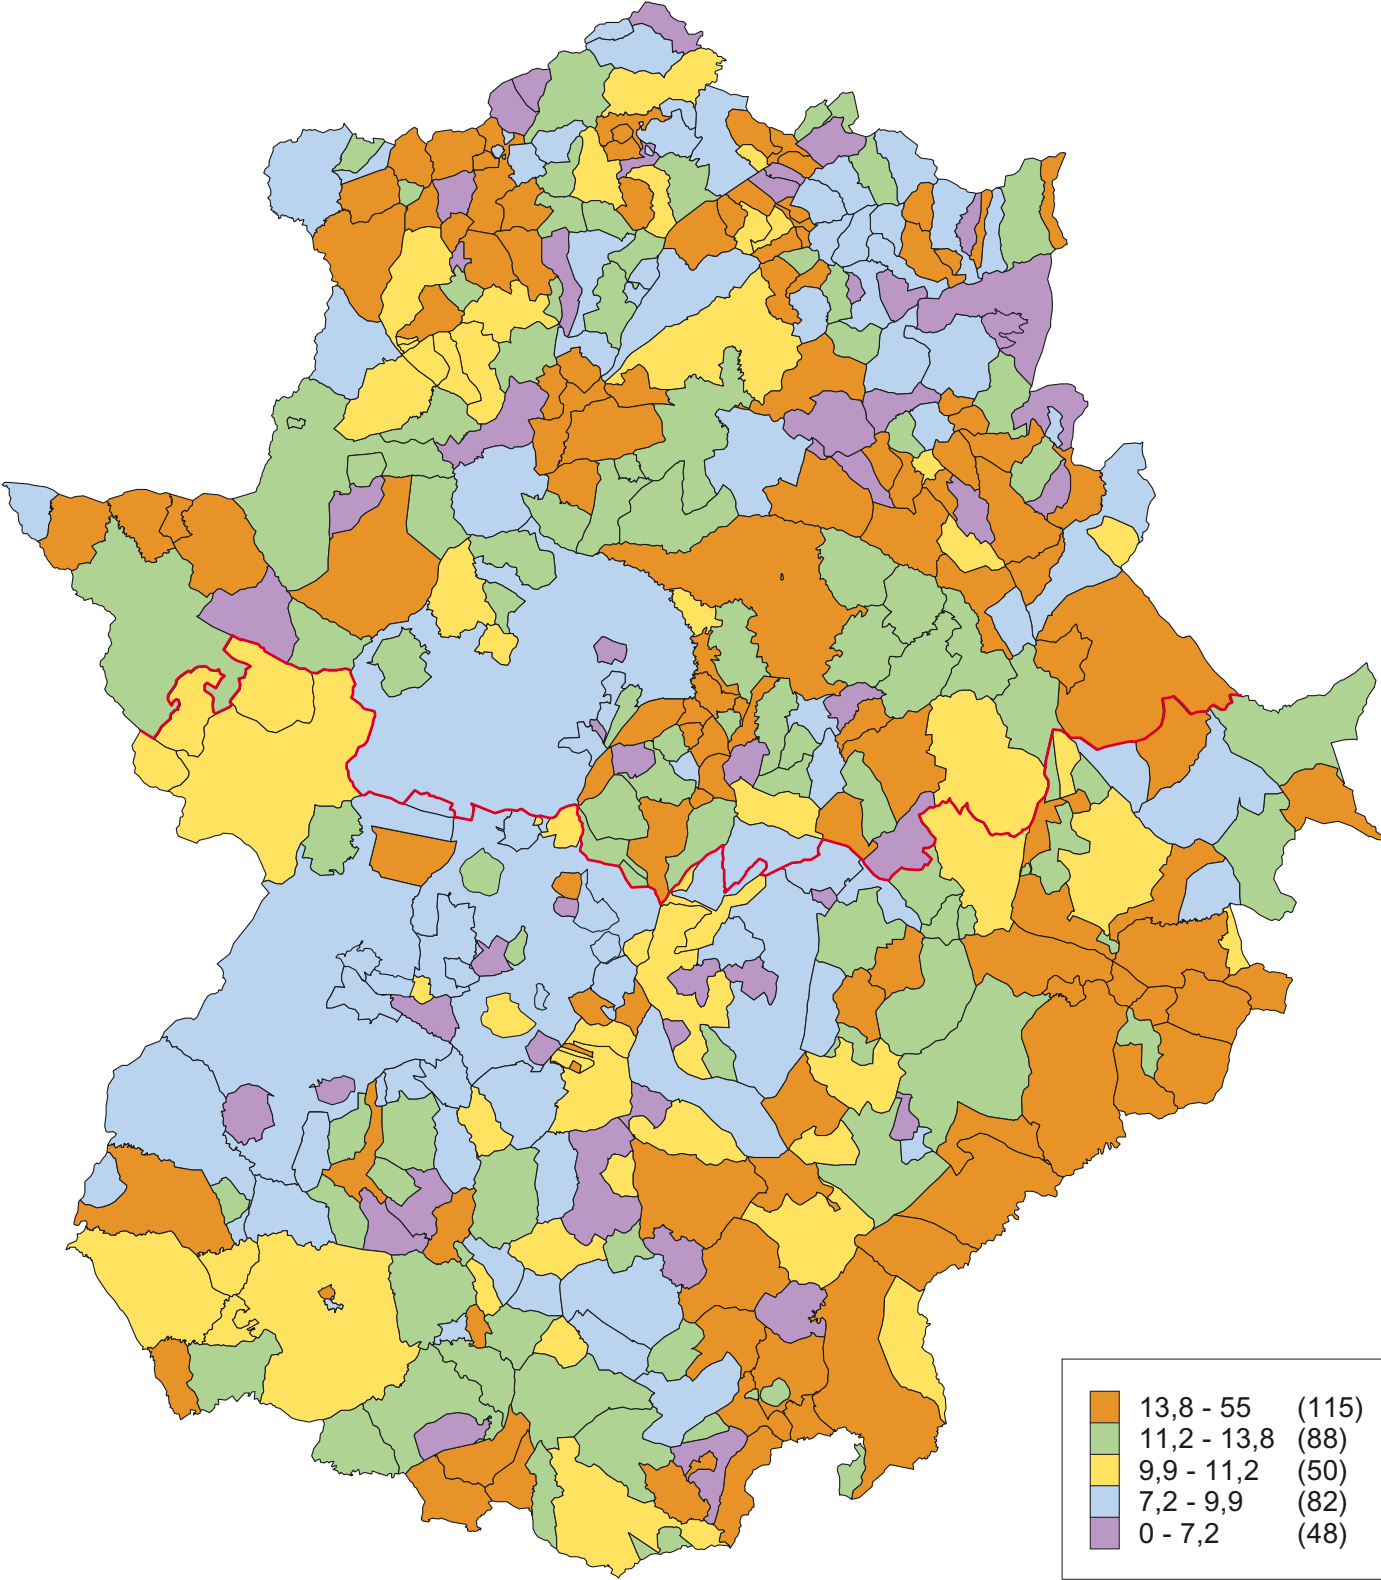 13,8 - 55 (115)
11,2 - 13,8 (88)
9,9 - 11,2 (50)
7,2 - 9,9 (82)
0 - 7,2 (48)